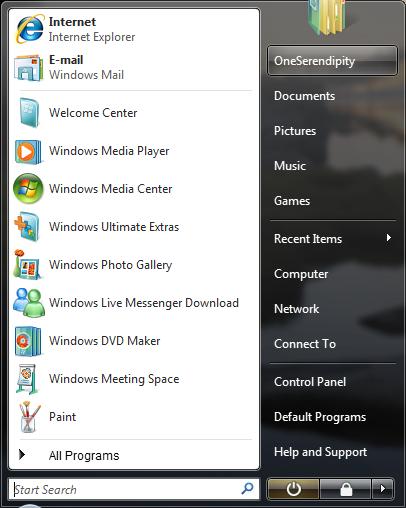 Internet
Internet Explorer
E-mail
Windows Mail
Welcome Center
Windows Media Player
Windows Media Center
Windows Ultimate Extras
Windows Photo Gallery
Windows Live Messenger Download
Windows DVD Maker
Windows Meeting Space
Paint
All Programs
Start Search
OneSerendipity
Documents
Pictures
Music
Games
Recent Items
Computer
Network
Connect To
Control Panel
Default Programs
Help and Support